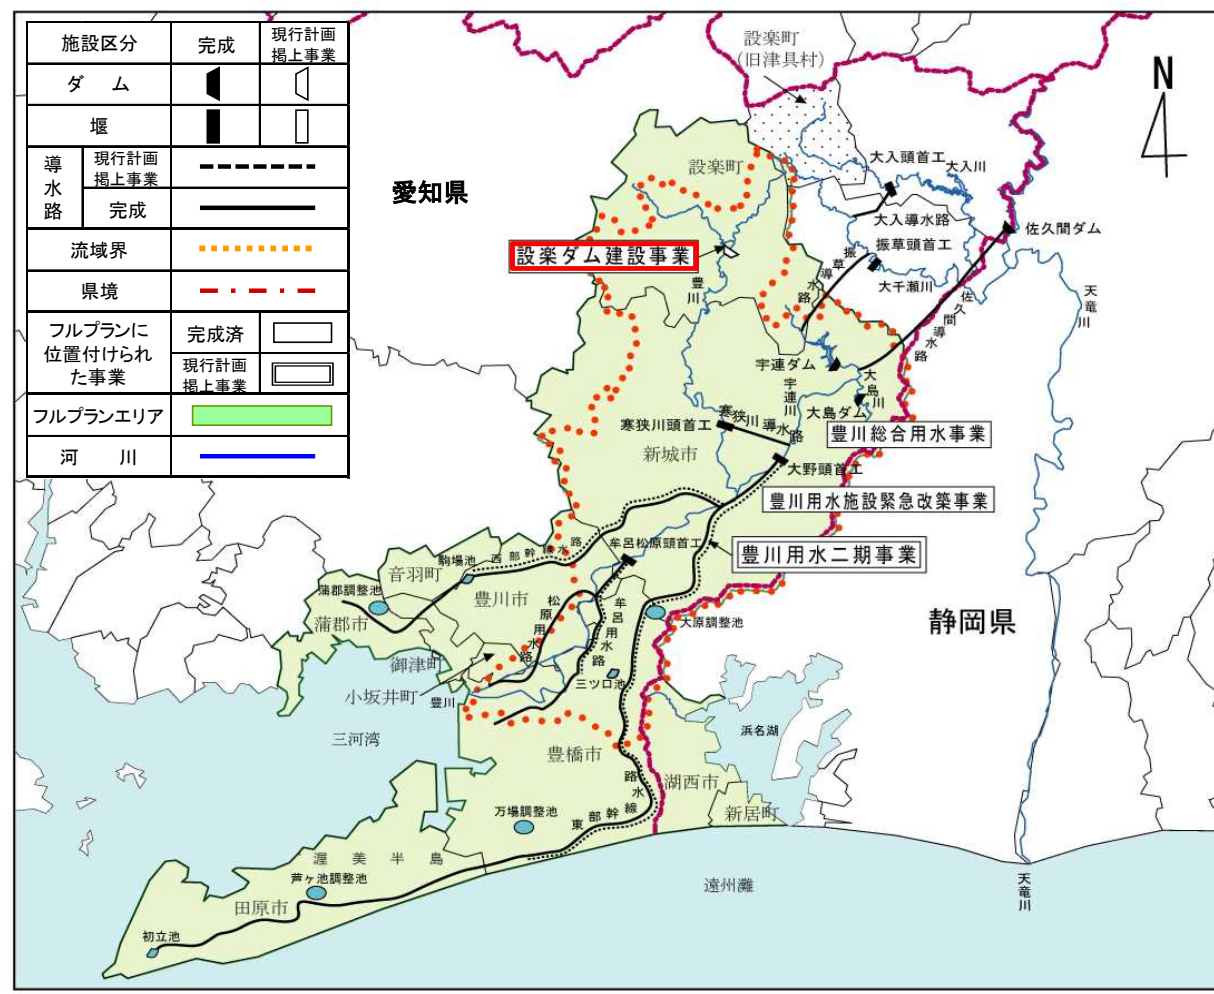 施設区分
完成
現行計画
掲上事業
ダ ム
堰
導
水
路
現行計画
掲上事業
完成
流域界
県境
フルプランに
位置付けられ
た事業
完成済
現行計画
掲上事業
フルプランエリア
河 川
愛知県
設楽町
(旧津具村)
N
設楽町
大入頭首工
大入川
大入導水路
佐久間ダム
振草頭首工
振草導水路
大千瀬川
佐久間導水路
天竜川
設楽ダム建設事業
豊川
宇連ダム
宇連川
大島川
大島ダム
寒狭川頭首工
寒狭川導水路
豊川総合用水事業
新城市
大野頭首工
豊川用水施設緊急改築事業
豊川用水二期事業
牟呂松原頭首工
西部幹線水路
駒場池
音羽町
豊川市
蒲郡調整池
蒲郡市
松原用水路
牟呂用水路
大原調整池
静岡県
御津町
三ツ口池
小坂井町
豊川
三河湾
浜名湖
豊橋市
湖西市
新居町
万場調整池
東部幹線水路
渥美半島
芦ヶ池調整池
田原市
初立池
遠州灘
天竜川